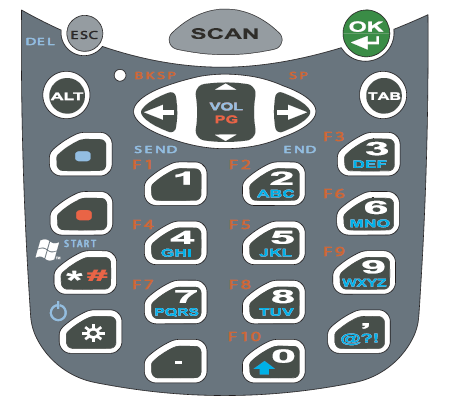 DEL ESC SCAN OK
BKSP SP
ALT VOL TAB
PG
SEND END F3
F1 F2 3
1 2 DEF
ABC
F6
F4 F5 6
4 5 MNO
GHI JKL
START F9
* # 9
F7 F8 WXYZ
7 8
PQRS TUV
F10 ,
- 0 @?!